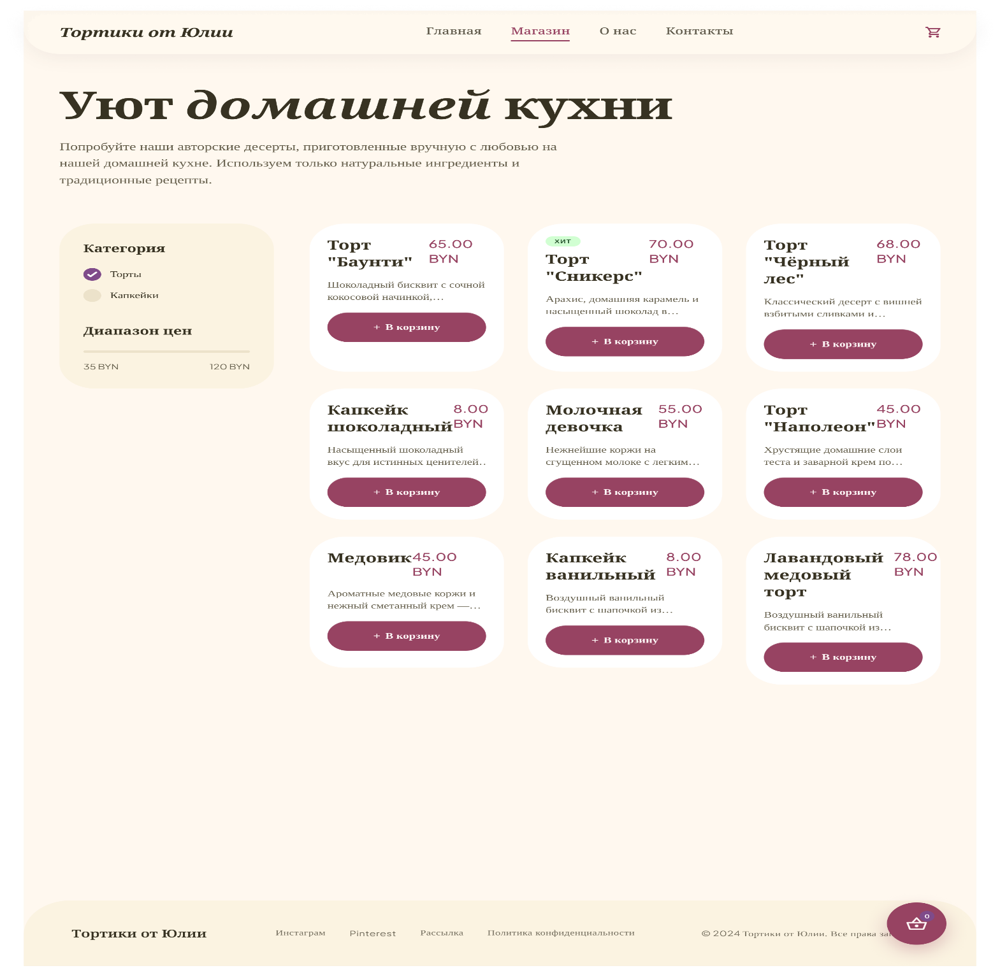 Тортики от Юлии
Главная
Магазин
О нас
Контакты
Уют домашней кухни
Попробуйте наши авторские десерты, приготовленные вручную с любовью на
нашей домашней кухне. Используем только натуральные ингредиенты и
традиционные рецепты.
Категория
Торты
Капкейки
Диапазон цен
35 BYN
120 BYN
Торт
"Баунти"
65.00
BYN
Шоколадный бисквит с сочной
кокосовой начинкой,…
+ В корзину
ХИТ
Торт
"Сникерс"
70.00
BYN
Арахис, домашняя карамель и
насыщенный шоколад в…
+ В корзину
Торт
"Чёрный
лес"
68.00
BYN
Классический десерт с вишней
взбитыми сливками и…
+ В корзину
Капкейк
шоколадный
8.00
BYN
Насыщенный шоколадный
вкус для истинных ценителей..
+ В корзину
Молочная
девочка
55.00
BYN
Нежнейшие коржи на
сгущенном молоке с легким…
+ В корзину
Торт
"Наполеон"
45.00
BYN
Хрустящие домашние слои
теста и заварной крем по…
+ В корзину
Медовик
45.00
BYN
Ароматные медовые коржи и
нежный сметанный крем —…
+ В корзину
Капкейк
ванильный
8.00
BYN
Воздушный ванильный
бисквит с шапочкой из…
+ В корзину
Лавандовый
медовый
торт
78.00
BYN
Воздушный ванильный
бисквит с шапочкой из…
+ В корзину
Тортики от Юлии
Инстаграм
Pinterest
Рассылка
Политика конфиденциальности
© 2024 Тортики от Юлии. Все права
0